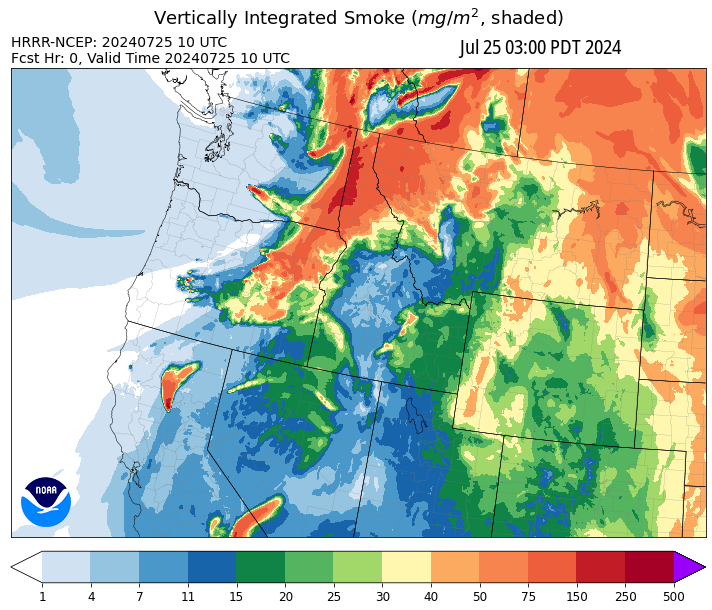 Vertically Integrated Smoke (mg/m², shaded)
HRRR-NCEP: 20240725 10 UTC
Jul 25 03:00 PDT 2024
Fcst Hr: 0, Valid Time 20240725 10 UTC
NOAA
1 4 7 11 15 20 25 30 40 50 75 150 250 500